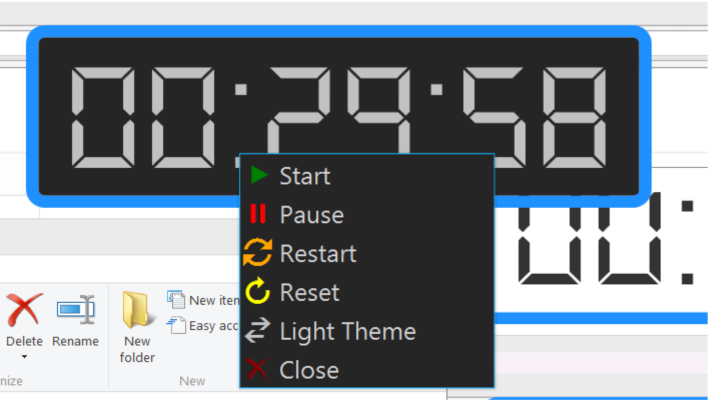 00:29:58
Start
Pause
Restart
Reset
Light Theme
Close
00:
New
Easy acc
Delete
Rename
New
folder
nize
New